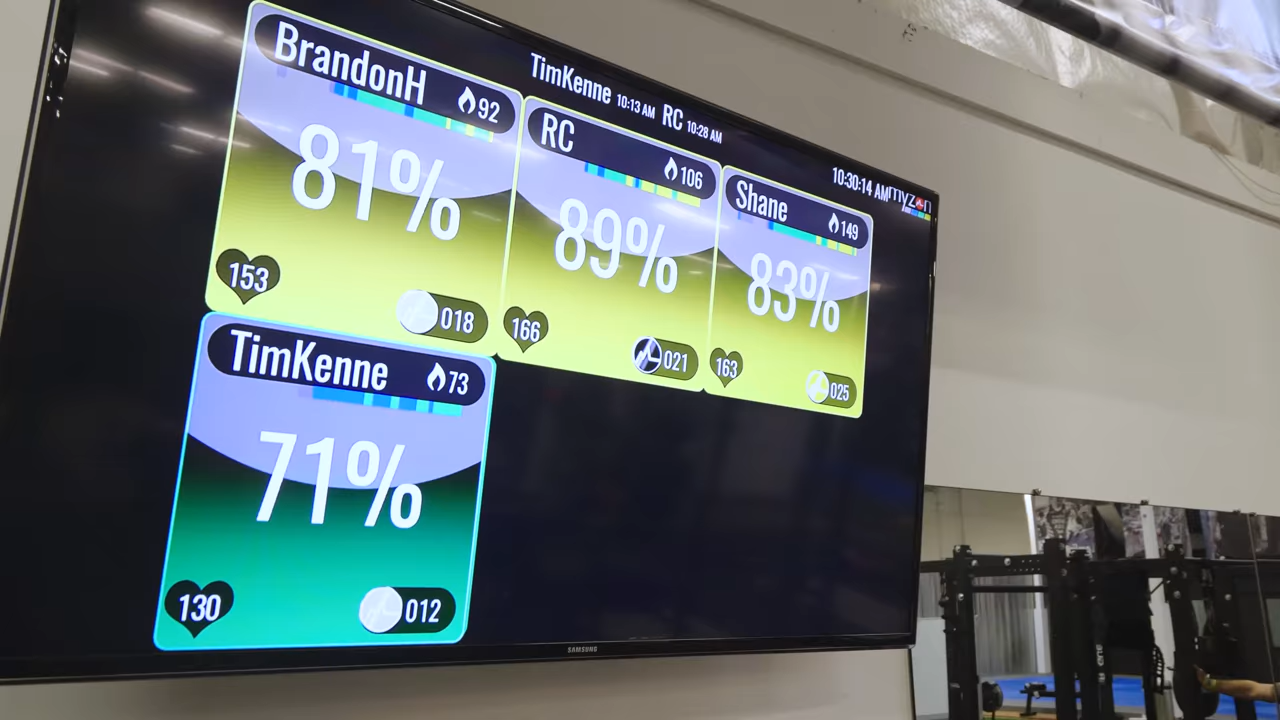 TimKenne 10:13 AM RC 10:28 AM
10:30:14 AM myzon
BrandonH 92
81%
153 018
RC 106
89%
166 021
Shane 149
83%
163 025
TimKenne 73
71%
130 012
SAMSUNG